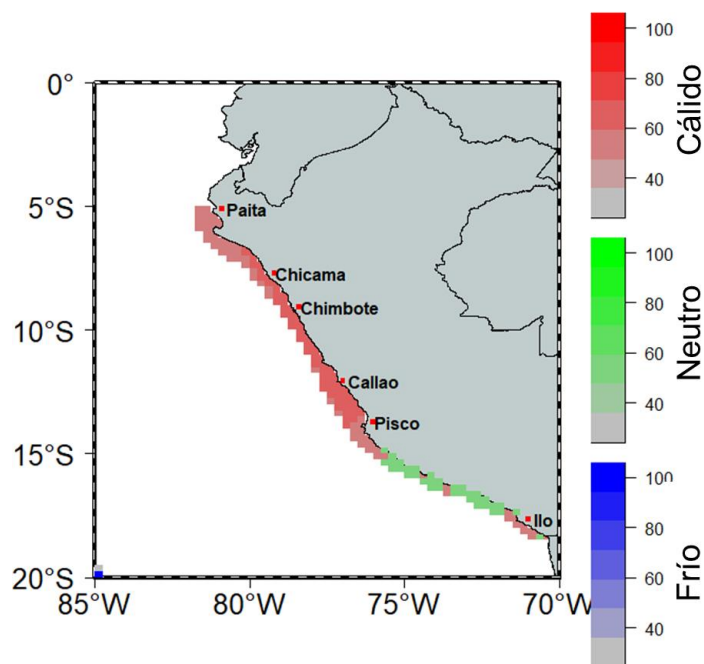 0°
5°S
10°S
15°S
20°S
85°W
80°W
75°W
70°W
Paita
Chicama
Chimbote
Callao
Pisco
Ilo
100
80
60
40
Cálido
100
80
60
40
Neutro
100
80
60
40
Frío